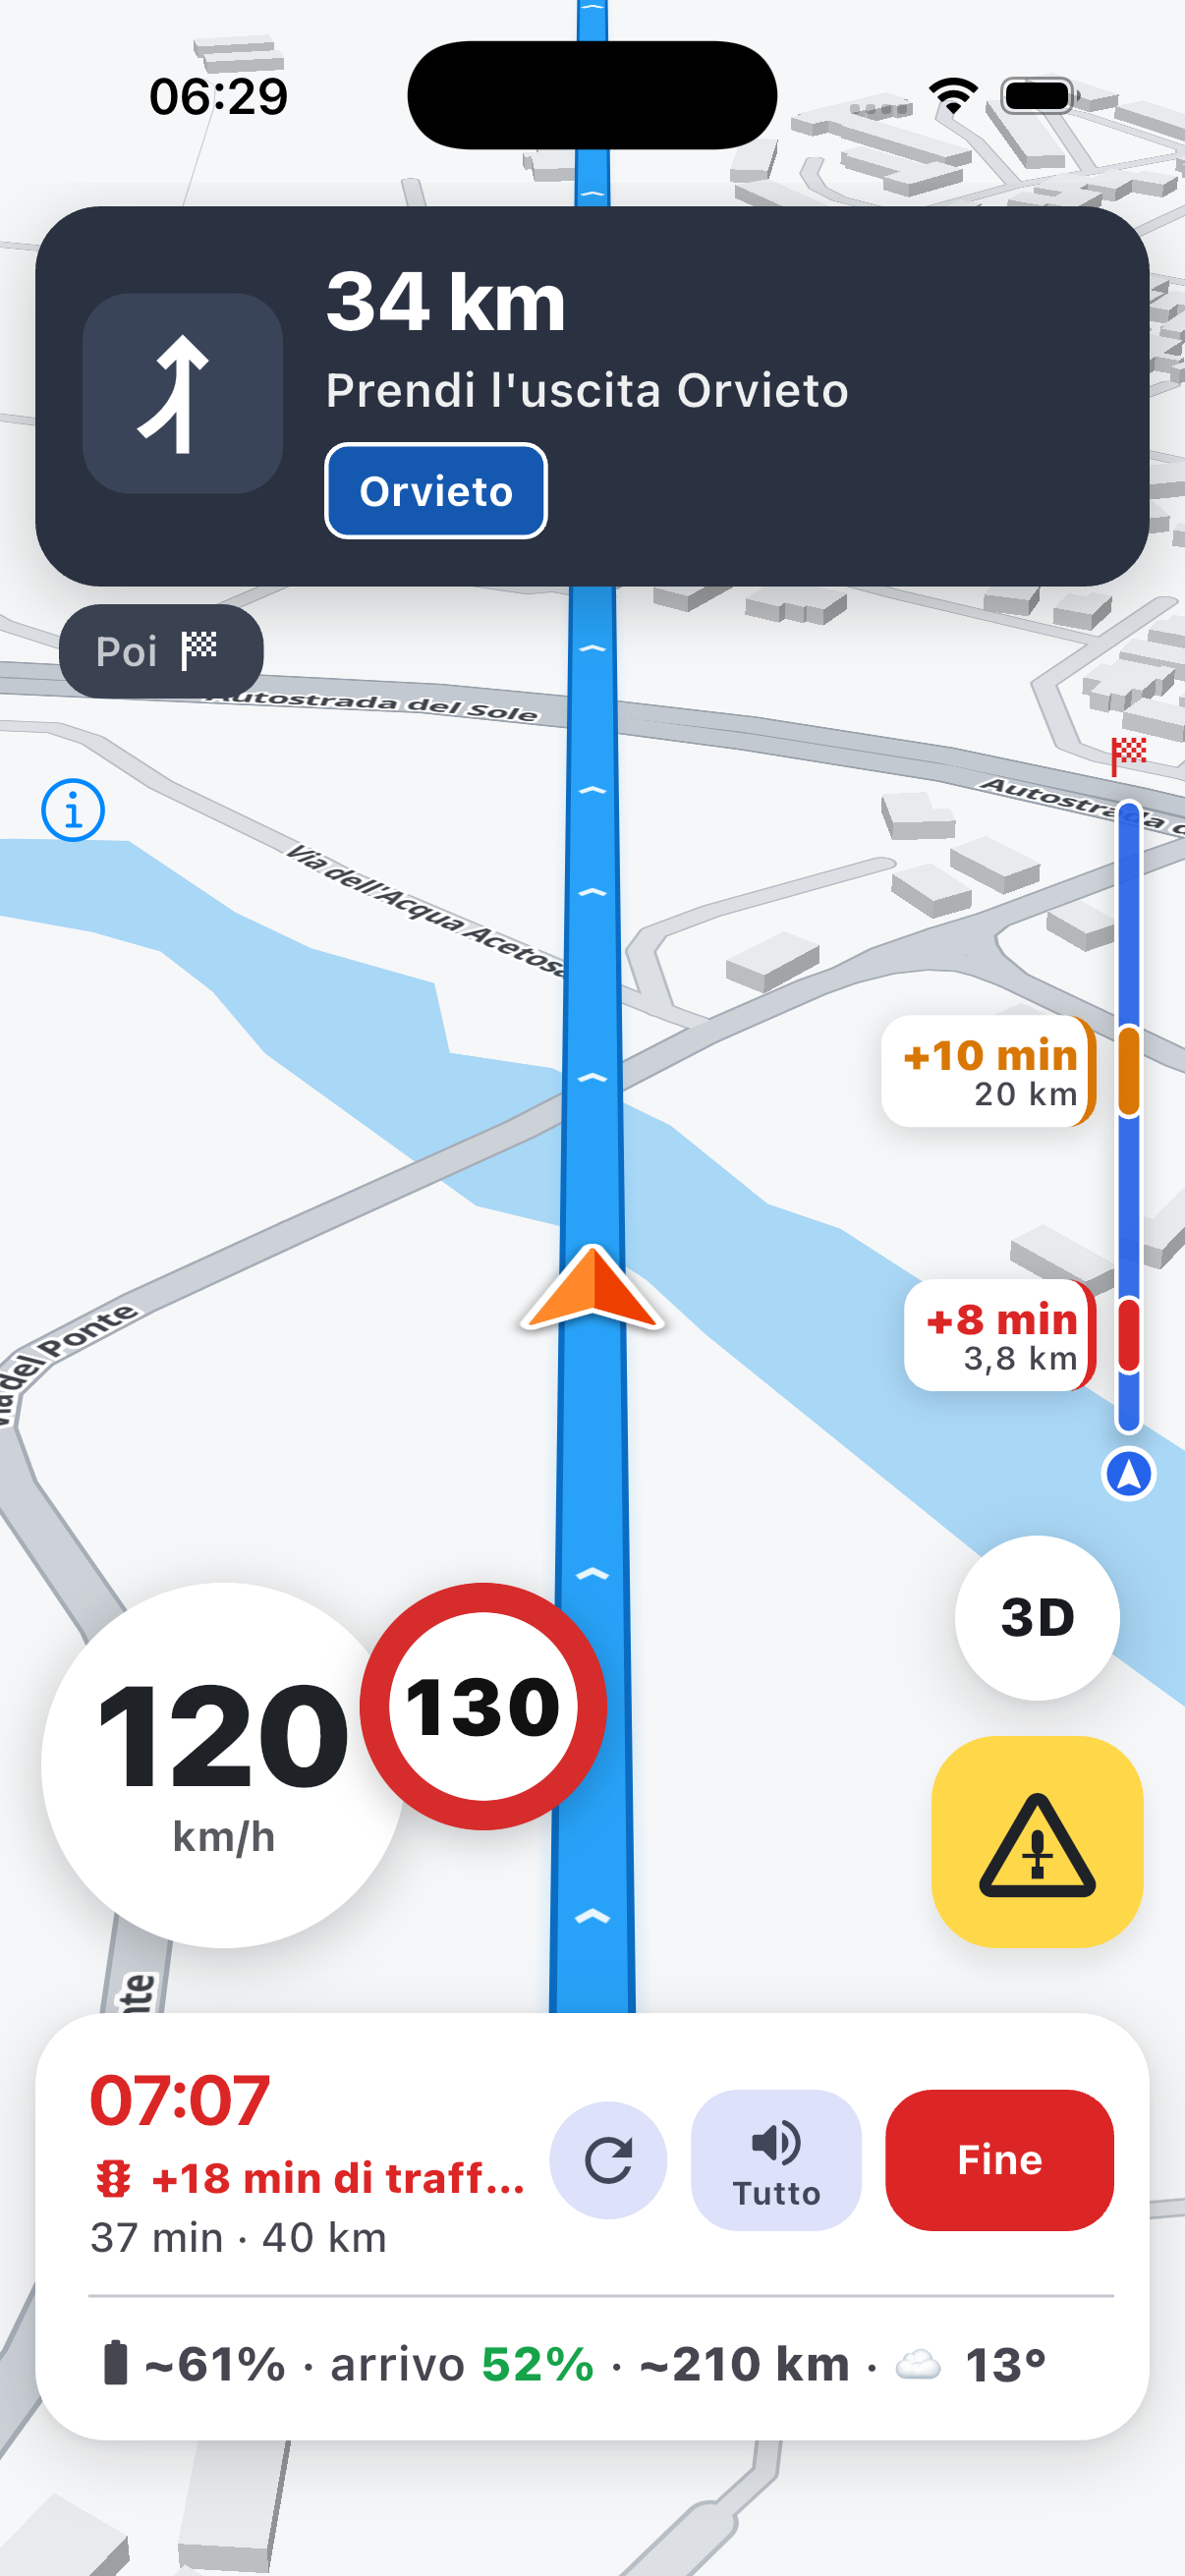 06:29
34 km
Prendi l'uscita Orvieto
Orvieto
Poi
Autostrada del Sole
Via dell'Acqua Acetosa
+10 min
20 km
+8 min
3,8 km
Via del Ponte
3D
120
km/h
130
07:07
+18 min di traff...
37 min · 40 km
Tutto
Fine
~61% · arrivo 52% · ~210 km · 13°